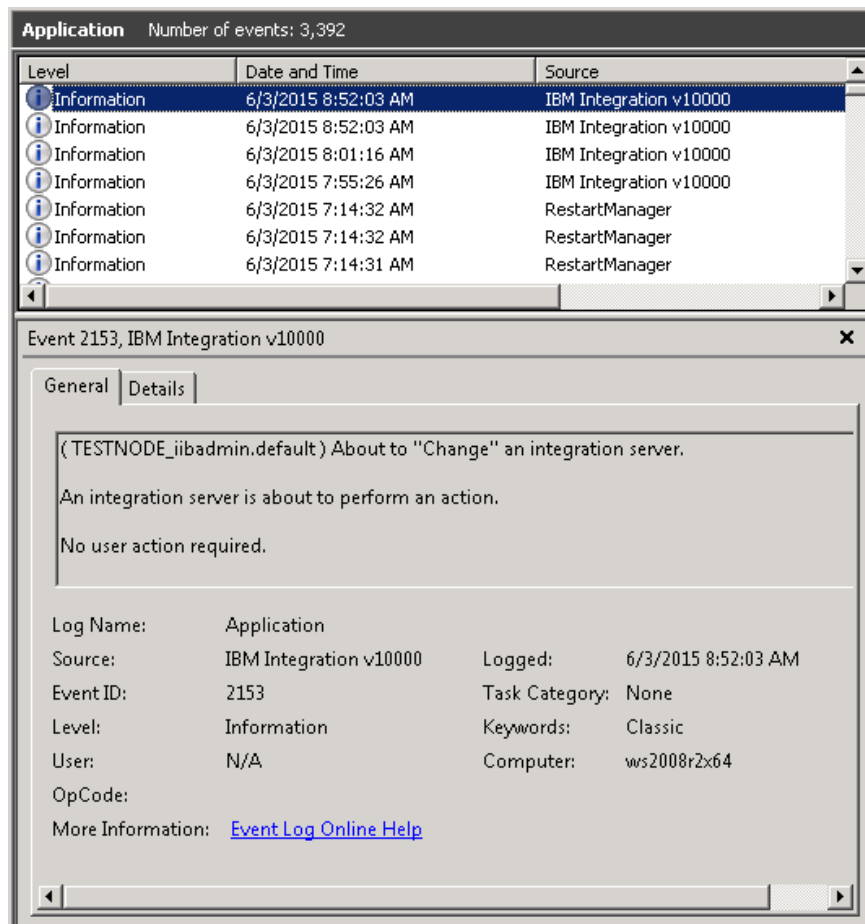 Application Number of events: 3,392
Level Date and Time Source
Information 6/3/2015 8:52:03 AM IBM Integration v10000
Information 6/3/2015 8:52:03 AM IBM Integration v10000
Information 6/3/2015 8:01:16 AM IBM Integration v10000
Information 6/3/2015 7:55:26 AM IBM Integration v10000
Information 6/3/2015 7:14:32 AM RestartManager
Information 6/3/2015 7:14:32 AM RestartManager
Information 6/3/2015 7:14:31 AM RestartManager
Event 2153, IBM Integration v10000
General Details
( TESTNODE_iibadmin.default ) About to "Change" an integration server.
An integration server is about to perform an action.
No user action required.
Log Name: Application
Source: IBM Integration v10000 Logged: 6/3/2015 8:52:03 AM
Event ID: 2153 Task Category: None
Level: Information Keywords: Classic
User: N/A Computer: ws2008r2x64
OpCode:
More Information: Event Log Online Help